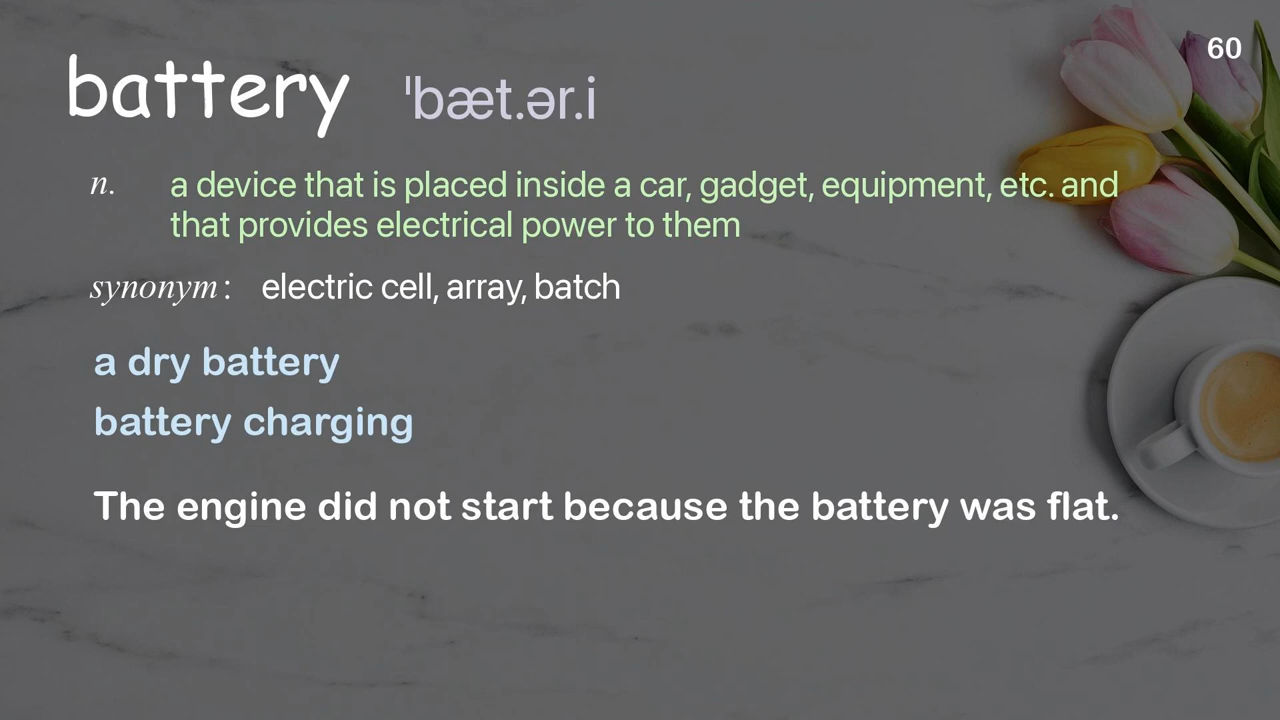 60
battery ˈbæt.ər.i
n. a device that is placed inside a car, gadget, equipment, etc. and
that provides electrical power to them
synonym: electric cell, array, batch
a dry battery
battery charging
The engine did not start because the battery was flat.